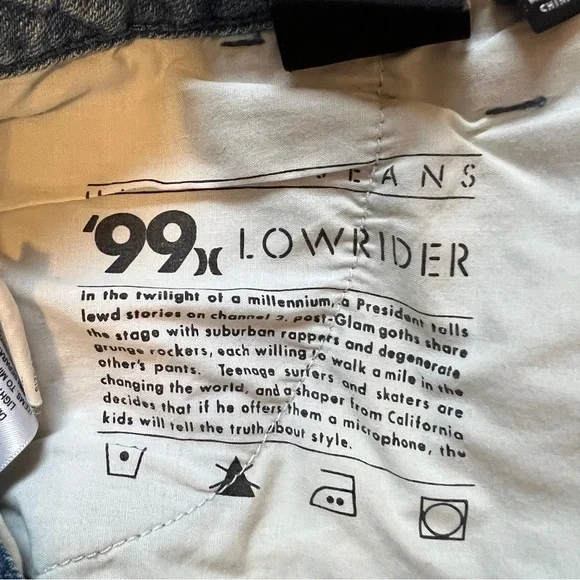 JEANS
'99 LOWRIDER
In the twilight of a millennium, a President tells
lewd stories on channel 2, post-Glam goths share
the stage with suburban rappers and degenerate
grunge rockers, each willing to walk a mile in the
other's pants. Teenage surfers and skaters are
changing the world, and a shaper from California
decides that if he offers them a microphone, the
kids will tell the truth about style.